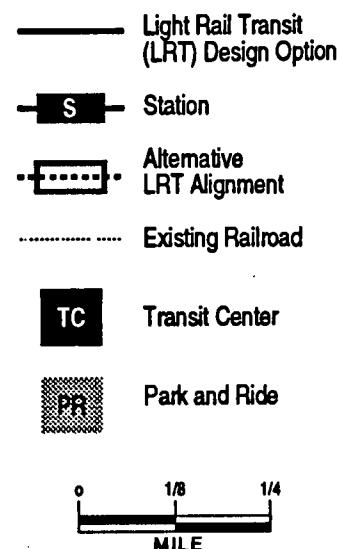 Light Rail Transit
(LRT) Design Option
S Station
Alternative
LRT Alignment
Existing Railroad
TC Transit Center
PR Park and Ride
0 1/8 1/4
MILE